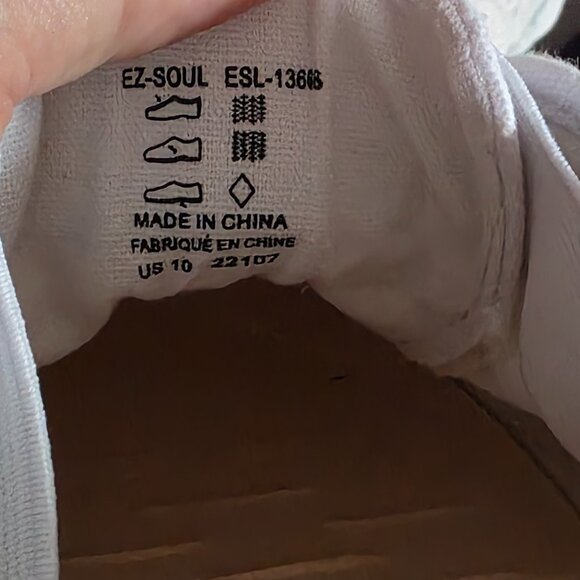 EZ-SOUL
MADE IN CHINA
FABRIQUÉ EN CHINE
US 10 22107